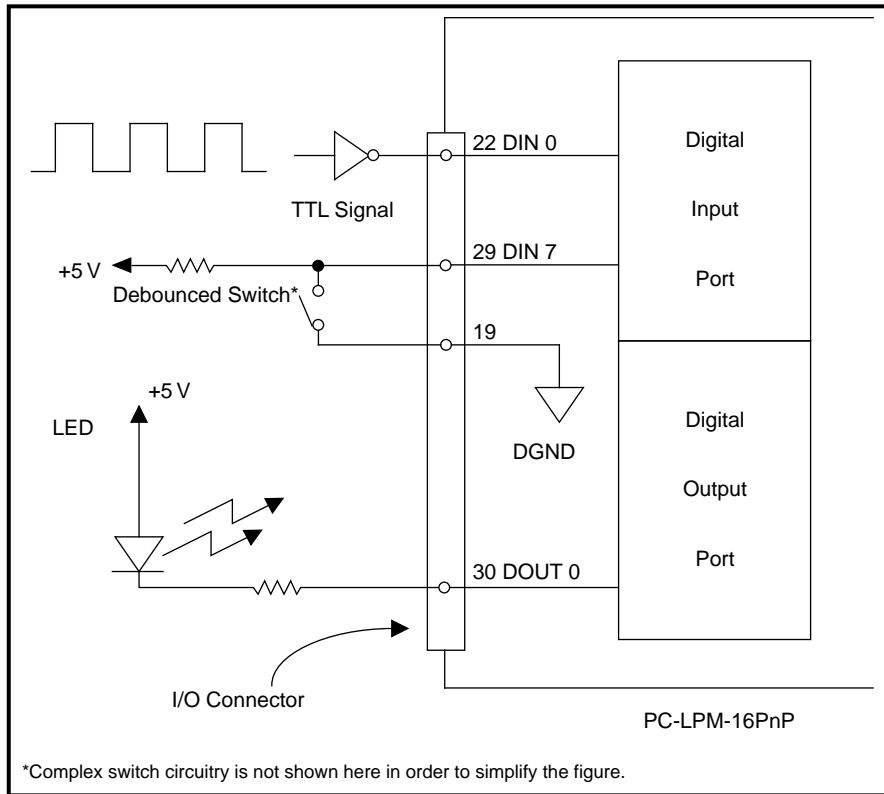 22 DIN 0
Digital
Input
Port
TTL Signal
+5 V
29 DIN 7
Debounced Switch*
19
DGND
+5 V
LED
Digital
Output
Port
30 DOUT 0
I/O Connector
PC-LPM-16PnP
*Complex switch circuitry is not shown here in order to simplify the figure.